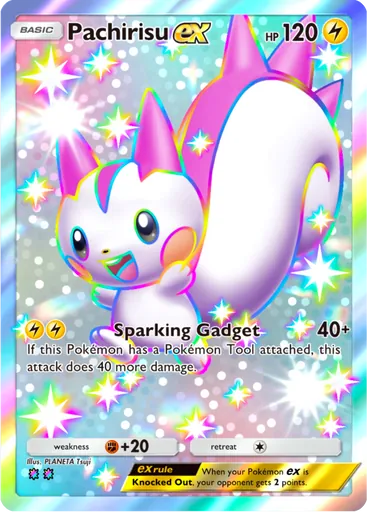 BASIC Pachirisu ex HP 120
Sparking Gadget 40+
If this Pokémon has a Pokémon Tool attached, this
attack does 40 more damage.
weakness +20 retreat
Illus. PLANETA Tsuji
ex rule When your Pokémon ex is
Knocked Out, your opponent gets 2 points.